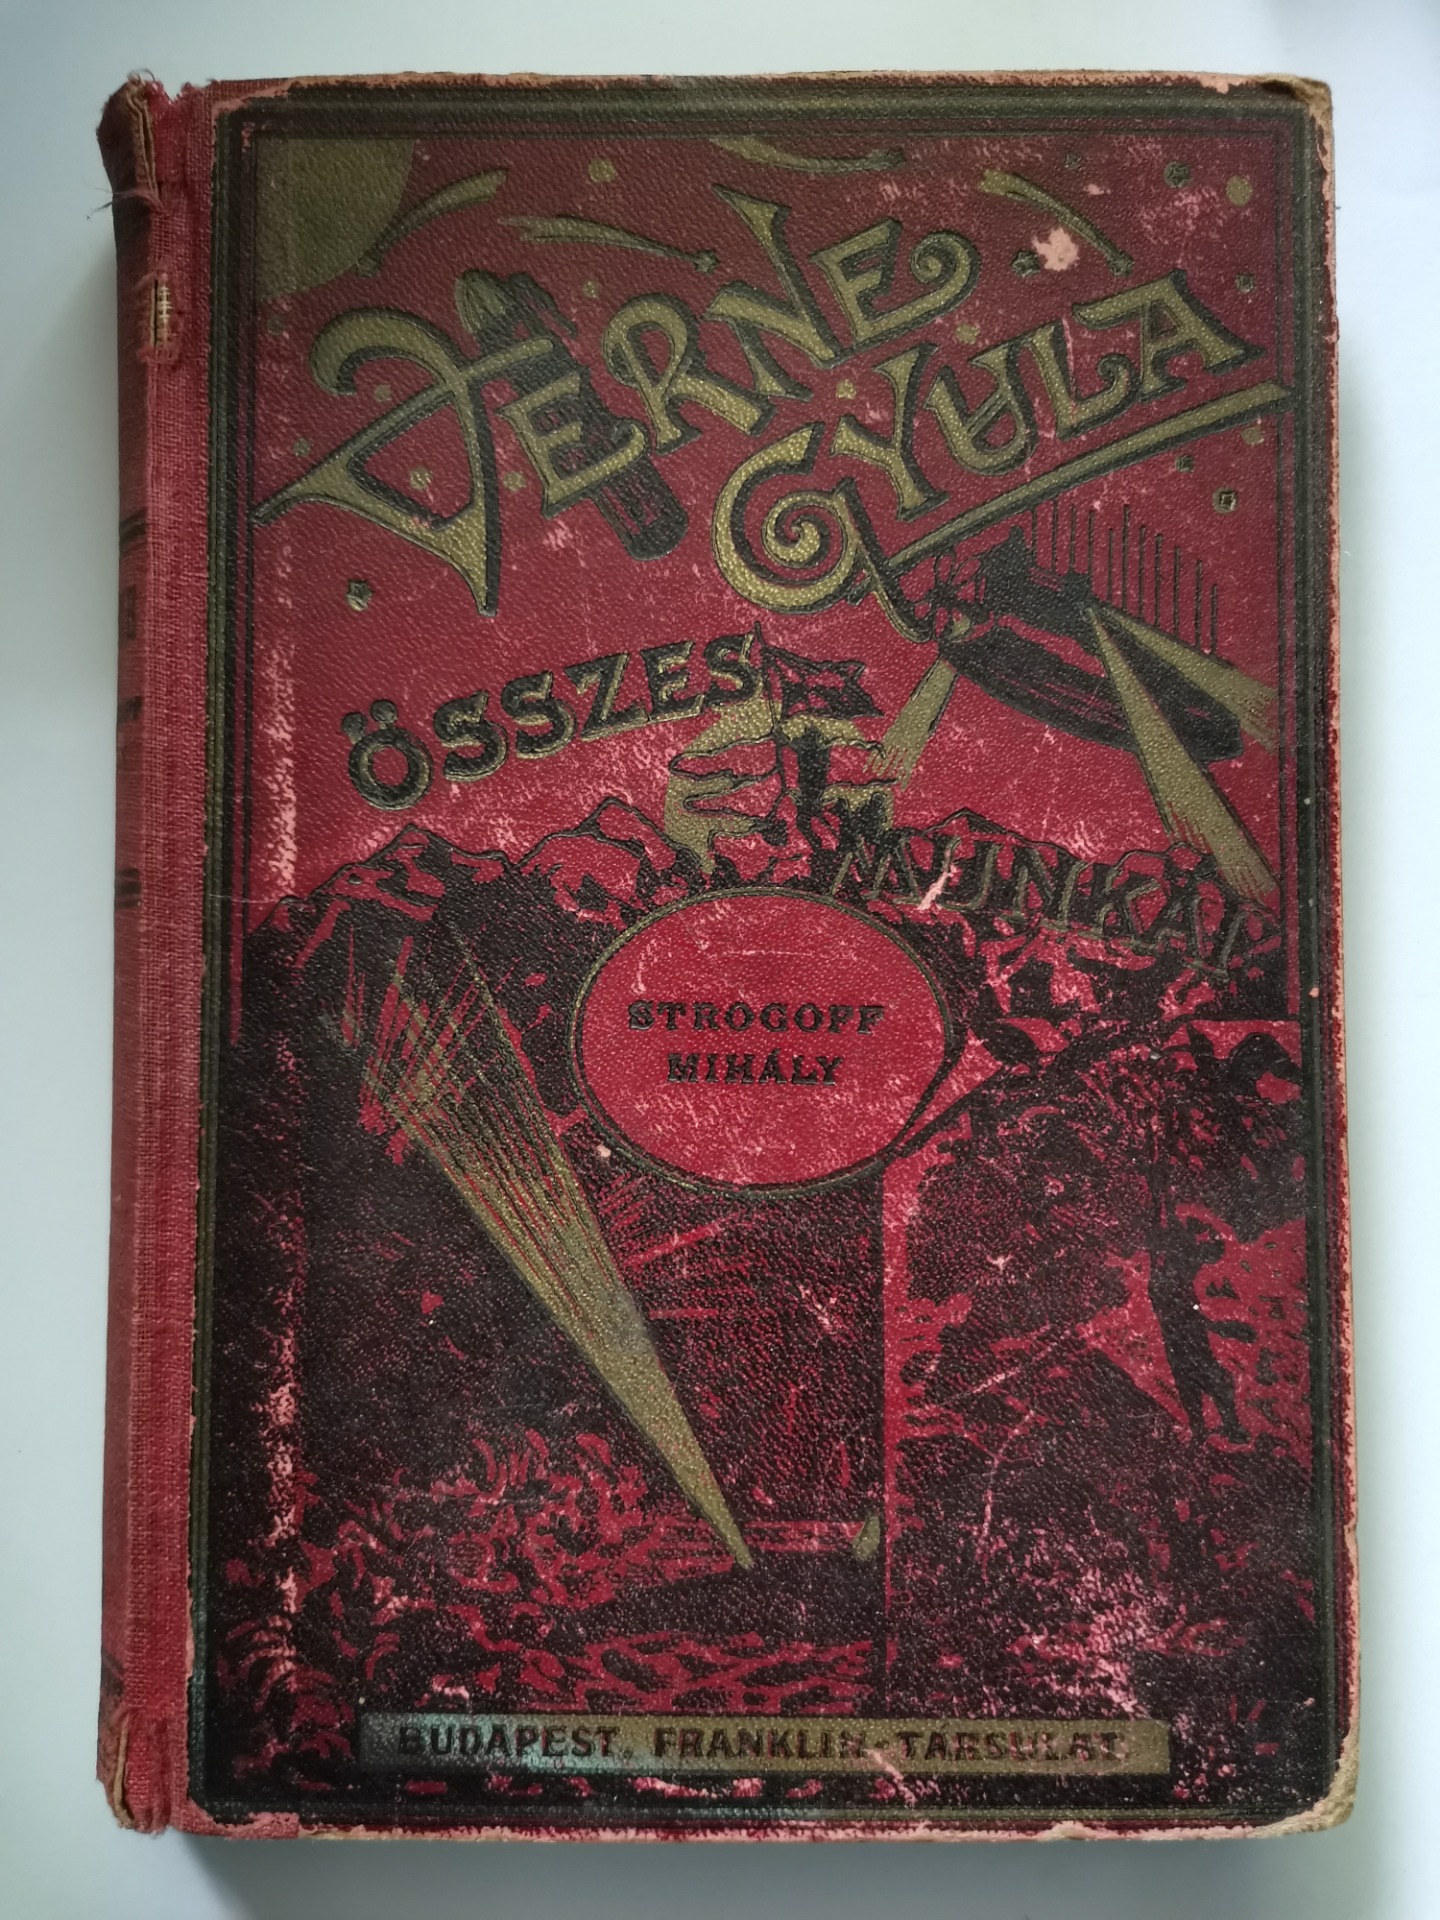 VERNE
GYULA
ÖSSZES
MUNKÁI
STROGOFF
MIHÁLY
BUDAPEST, FRANKLIN-TÁRSULAT.